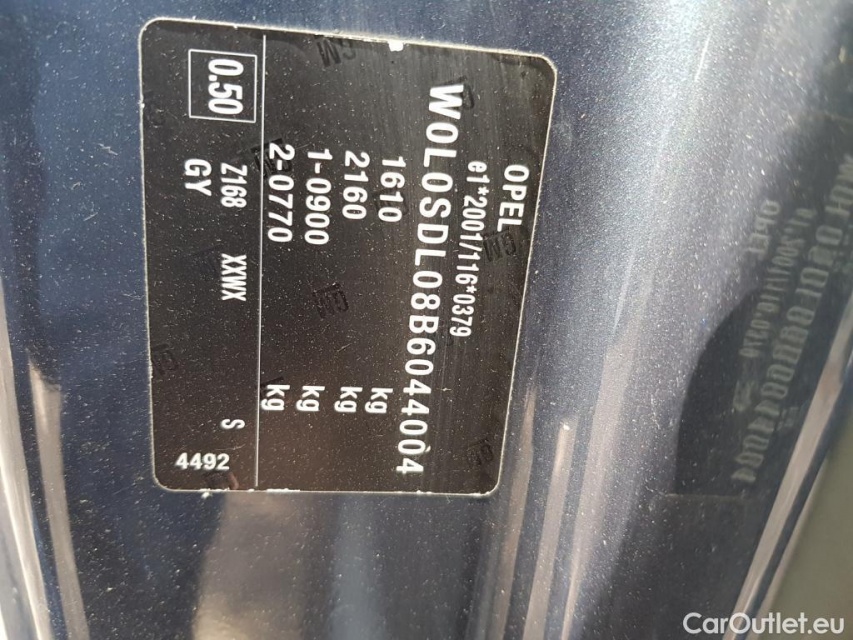 OPEL
e1*2001/116*0379
W0L0SDL08B6044004
1610 kg
2160 kg
1-0900 kg
2-0770 kg
0.50 Z168 XXWX S
GY 4492
GM
CarOutlet.eu